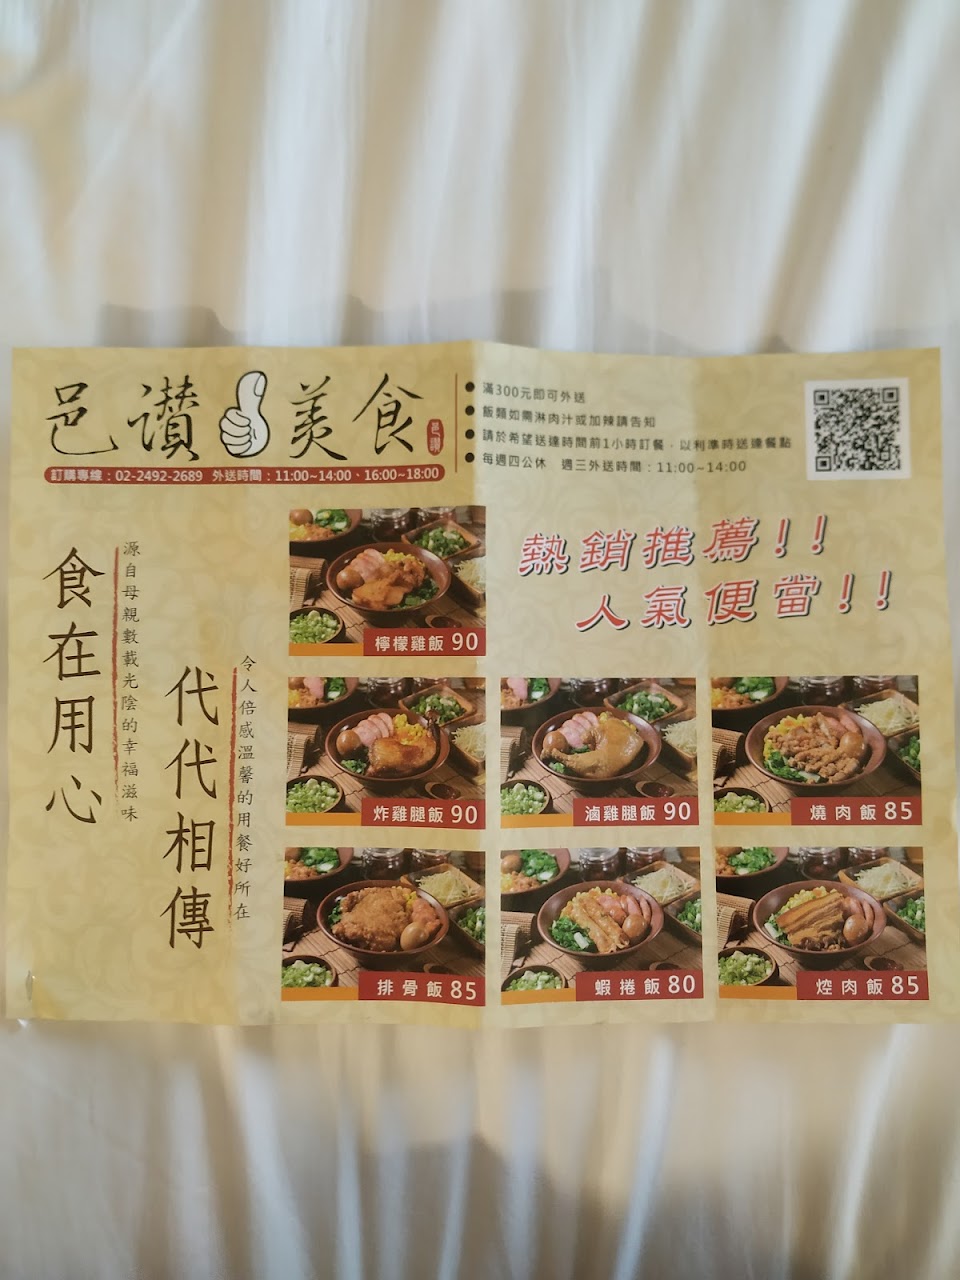 邑讚美食
邑讚
訂購專線：02-2492-2689 外送時間：11:00~14:00、16:00~18:00
●滿300元即可外送
●飯類如需淋肉汁或加辣請告知
●請於希望送達時間前1小時訂餐，以利準時送達餐點
●每週四公休 週三外送時間：11:00~14:00
食在用心
源自母親數載光陰的幸福滋味
代代相傳
令人倍感溫馨的用餐好所在
熱銷推薦!!
人氣便當!!
檸檬雞飯 90
炸雞腿飯 90
滷雞腿飯 90
燒肉飯 85
排骨飯 85
蝦捲飯 80
焢肉飯 85